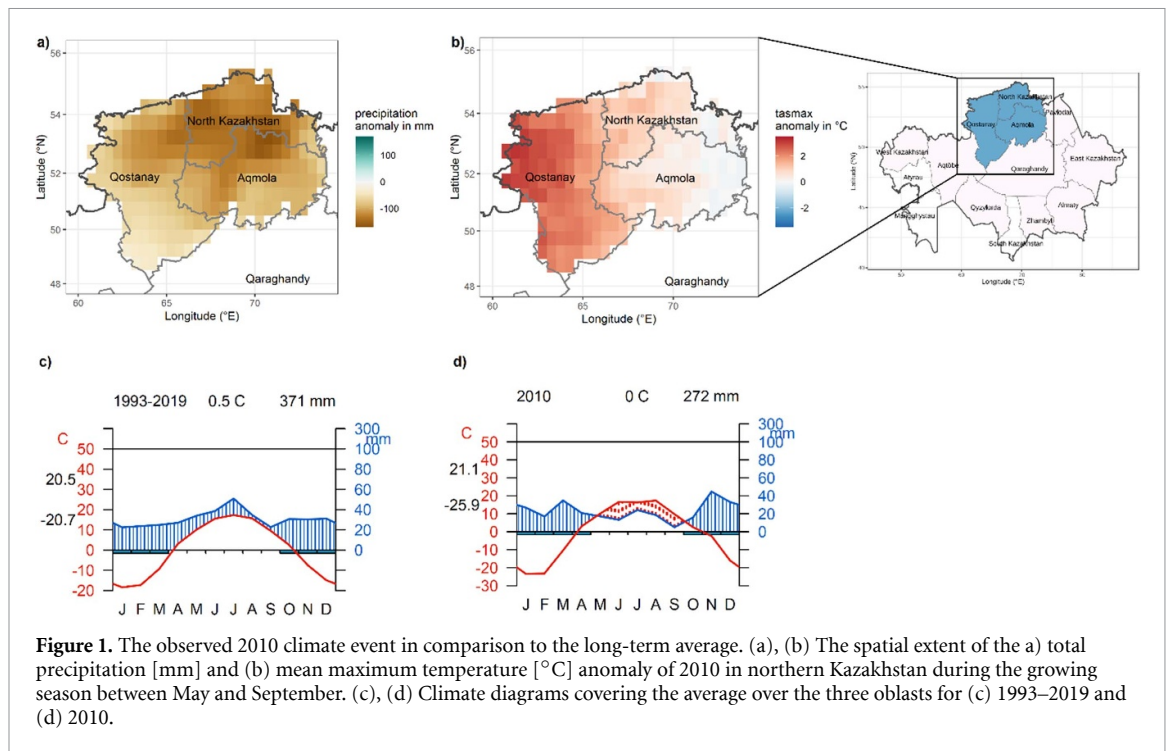 a)
56
54
52
50
48
Latitude (°N)
North Kazakhstan
Qostanay
Aqmola
Qaraghandy
60
65
70
Longitude (°E)
precipitation
anomaly in mm
100
0
-100
b)
56
54
52
50
48
Latitude (°N)
North Kazakhstan
Qostanay
Aqmola
Qaraghandy
60
65
70
Longitude (°E)
tasmax
anomaly in °C
2
0
-2
Latitude (°N)
North Kazakhstan
Qostanay
Aqmola
Pavlodar
West Kazakhstan
Aqtöbe
East Kazakhstan
Atyrau
Qaraghandy
Mangghystau
Qyzylorda
Almaty
Zhambyl
South Kazakhstan
Longitude (°E)
c)
1993-2019 0.5 C 371 mm
C
50
40
30
20
10
0
-10
-20
20.5
-20.7
300
mm
100
80
60
40
20
0
J F M A M J J A S O N D
d)
2010 0 C 272 mm
C
50
40
30
20
10
0
-10
-20
-30
21.1
-25.9
300
mm
100
80
60
40
20
0
J F M A M J J A S O N D
Figure 1. The observed 2010 climate event in comparison to the long-term average. (a), (b) The spatial extent of the a) total
precipitation [mm] and (b) mean maximum temperature [°C] anomaly of 2010 in northern Kazakhstan during the growing
season between May and September. (c), (d) Climate diagrams covering the average over the three oblasts for (c) 1993–2019 and
(d) 2010.